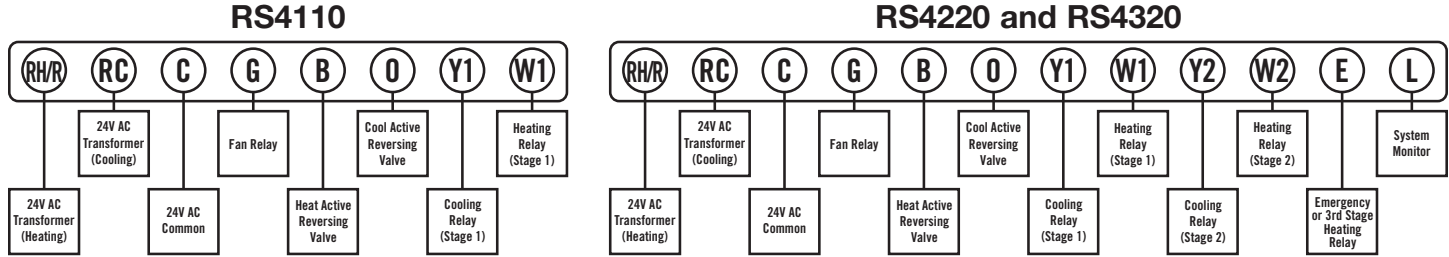 RS4110
RH/R RC C G B O Y1 W1
24V AC
Transformer
(Cooling)
Fan Relay
Cool Active
Reversing
Valve
Heating
Relay
(Stage 1)
24V AC
Transformer
(Heating)
24V AC
Common
Heat Active
Reversing
Valve
Cooling
Relay
(Stage 1)
RS4220 and RS4320
RH/R RC C G B O Y1 W1 Y2 W2 E L
24V AC
Transformer
(Cooling)
Fan Relay
Cool Active
Reversing
Valve
Heating
Relay
(Stage 1)
Heating
Relay
(Stage 2)
System
Monitor
24V AC
Transformer
(Heating)
24V AC
Common
Heat Active
Reversing
Valve
Cooling
Relay
(Stage 1)
Cooling
Relay
(Stage 2)
Emergency
or 3rd Stage
Heating
Relay